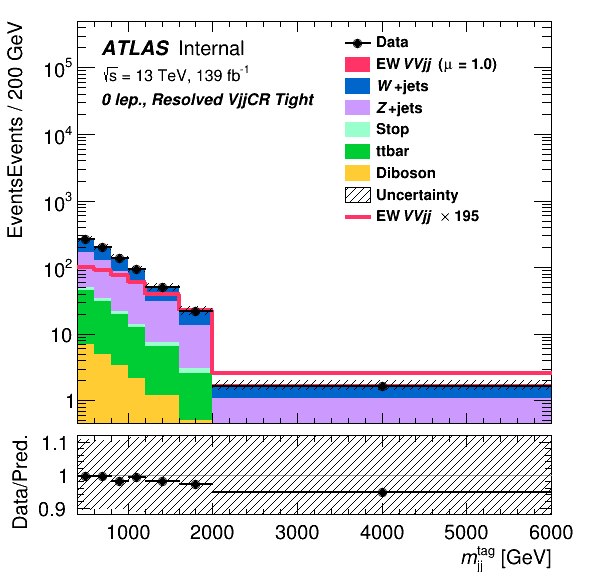 EventsEvents / 200 GeV
10⁵
10⁴
10³
10²
10
1
ATLAS Internal
√s = 13 TeV, 139 fb⁻¹
0 lep., Resolved VjjCR Tight
Data
EW VVjj (μ = 1.0)
W+jets
Z+jets
Stop
ttbar
Diboson
Uncertainty
EW VVjj × 195
Data/Pred.
1.1
1
0.9
1000 2000 3000 4000 5000 6000
m_jj^tag [GeV]